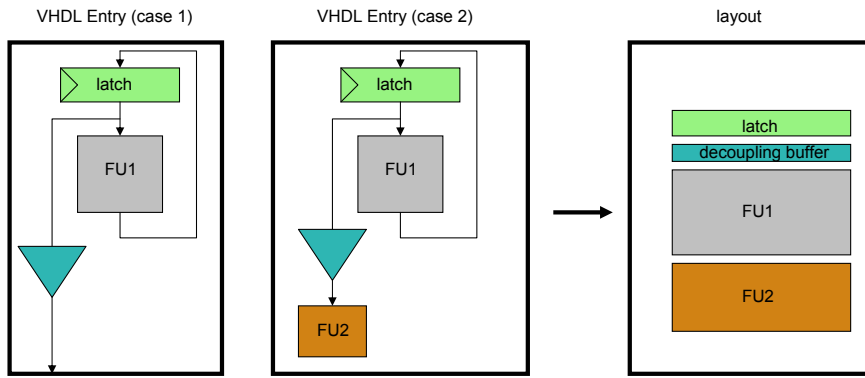 VHDL Entry (case 1)
VHDL Entry (case 2)
layout
latch
FU1
latch
FU1
FU2
latch
decoupling buffer
FU1
FU2